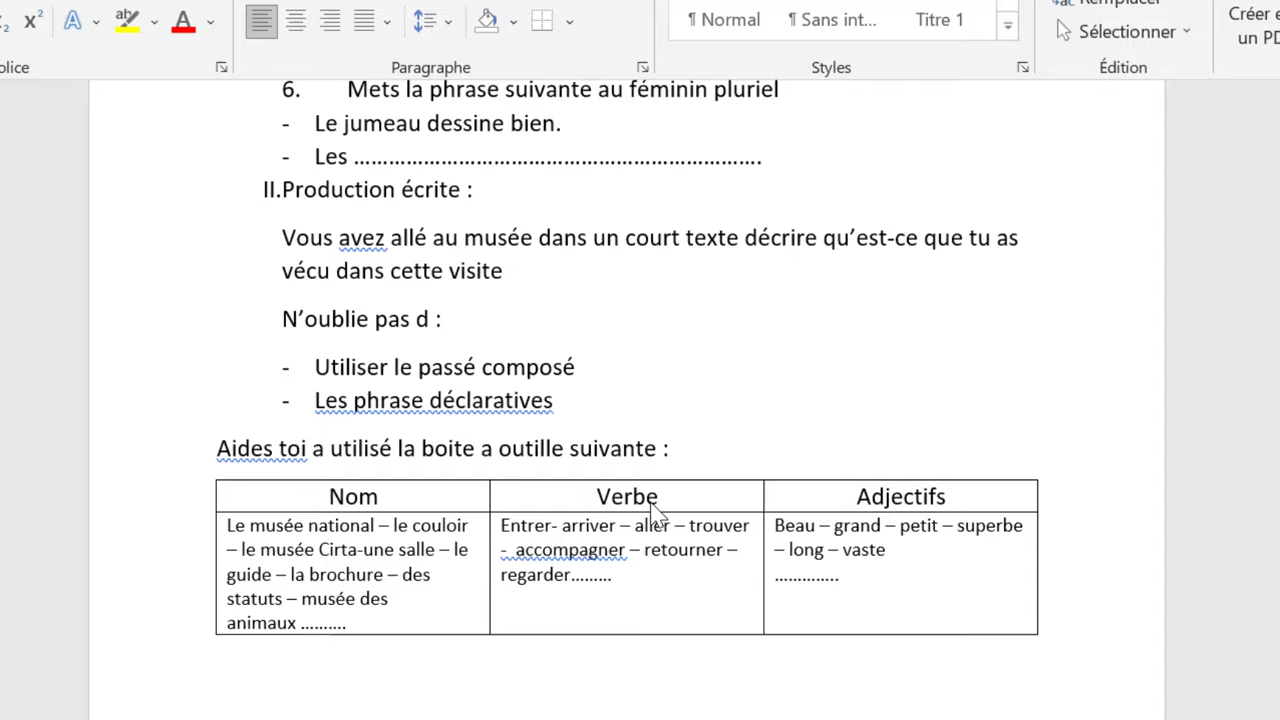 Remplacer
Créer e
x²
ab
A
A
¶ Normal
¶ Sans int...
Titre 1
Sélectionner
un PD
olice
Paragraphe
Styles
Édition
6. Mets la phrase suivante au féminin pluriel
- Le jumeau dessine bien.
- Les ……………………………………………………………….
II.Production écrite :
Vous avez allé au musée dans un court texte décrire qu’est-ce que tu as
vécu dans cette visite
N’oublie pas d :
- Utiliser le passé composé
- Les phrase déclaratives
Aides toi a utilisé la boite a outille suivante :
Nom
Verbe
Adjectifs
Le musée national – le couloir
– le musée Cirta-une salle – le
guide – la brochure – des
statuts – musée des
animaux ……….
Entrer- arriver – aller – trouver
- accompagner – retourner –
regarder………
Beau – grand – petit – superbe
– long – vaste
…………..